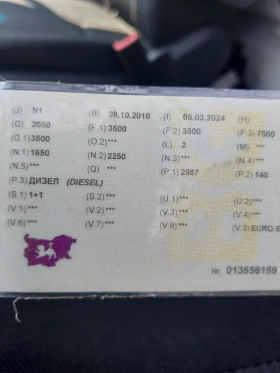 (J) N1 (B) 28.10.2010 (I) 05.03.2024 (H)
(G) 2050 (F.1) 3500 (F.2) 3500 (F.3) 7000
(O.1) 3500 (O.2)*** (L) 2 (M) ***
(N.1) 1650 (N.2) 2250 (N.3)*** (N.4)***
(N.5)*** (Q) *** (P.1) 2987 (P.2) 140
(P.3) ДИЗЕЛ (DIESEL)
(S.1) 1+1 (S.2)*** (U.1)*** (U.2)***
(V.1)*** (V.2)*** (V.3)*** (V.4)***
(V.6)*** (V.7)*** (V.8)*** (V.9) EURO 5
№ 013656169